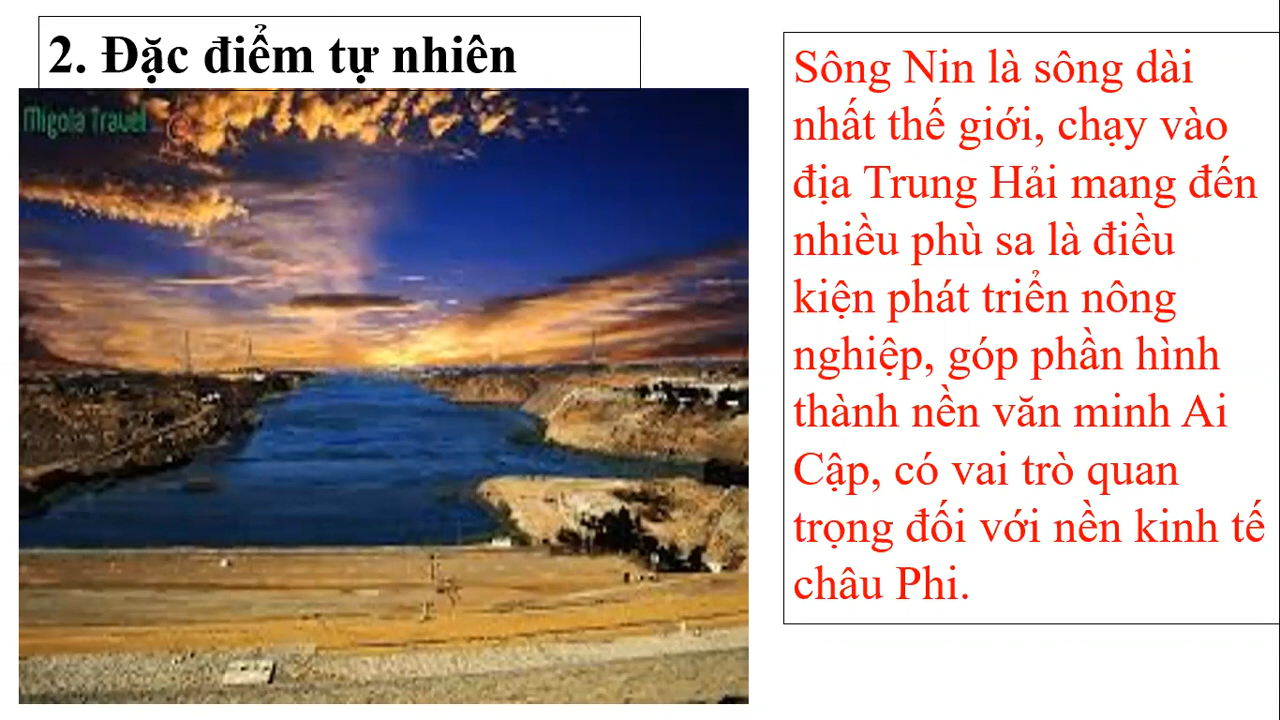 2. Đặc điểm tự nhiên
Migola Travel
Sông Nin là sông dài
nhất thế giới, chạy vào
địa Trung Hải mang đến
nhiều phù sa là điều
kiện phát triển nông
nghiệp, góp phần hình
thành nền văn minh Ai
Cập, có vai trò quan
trọng đối với nền kinh tế
châu Phi.